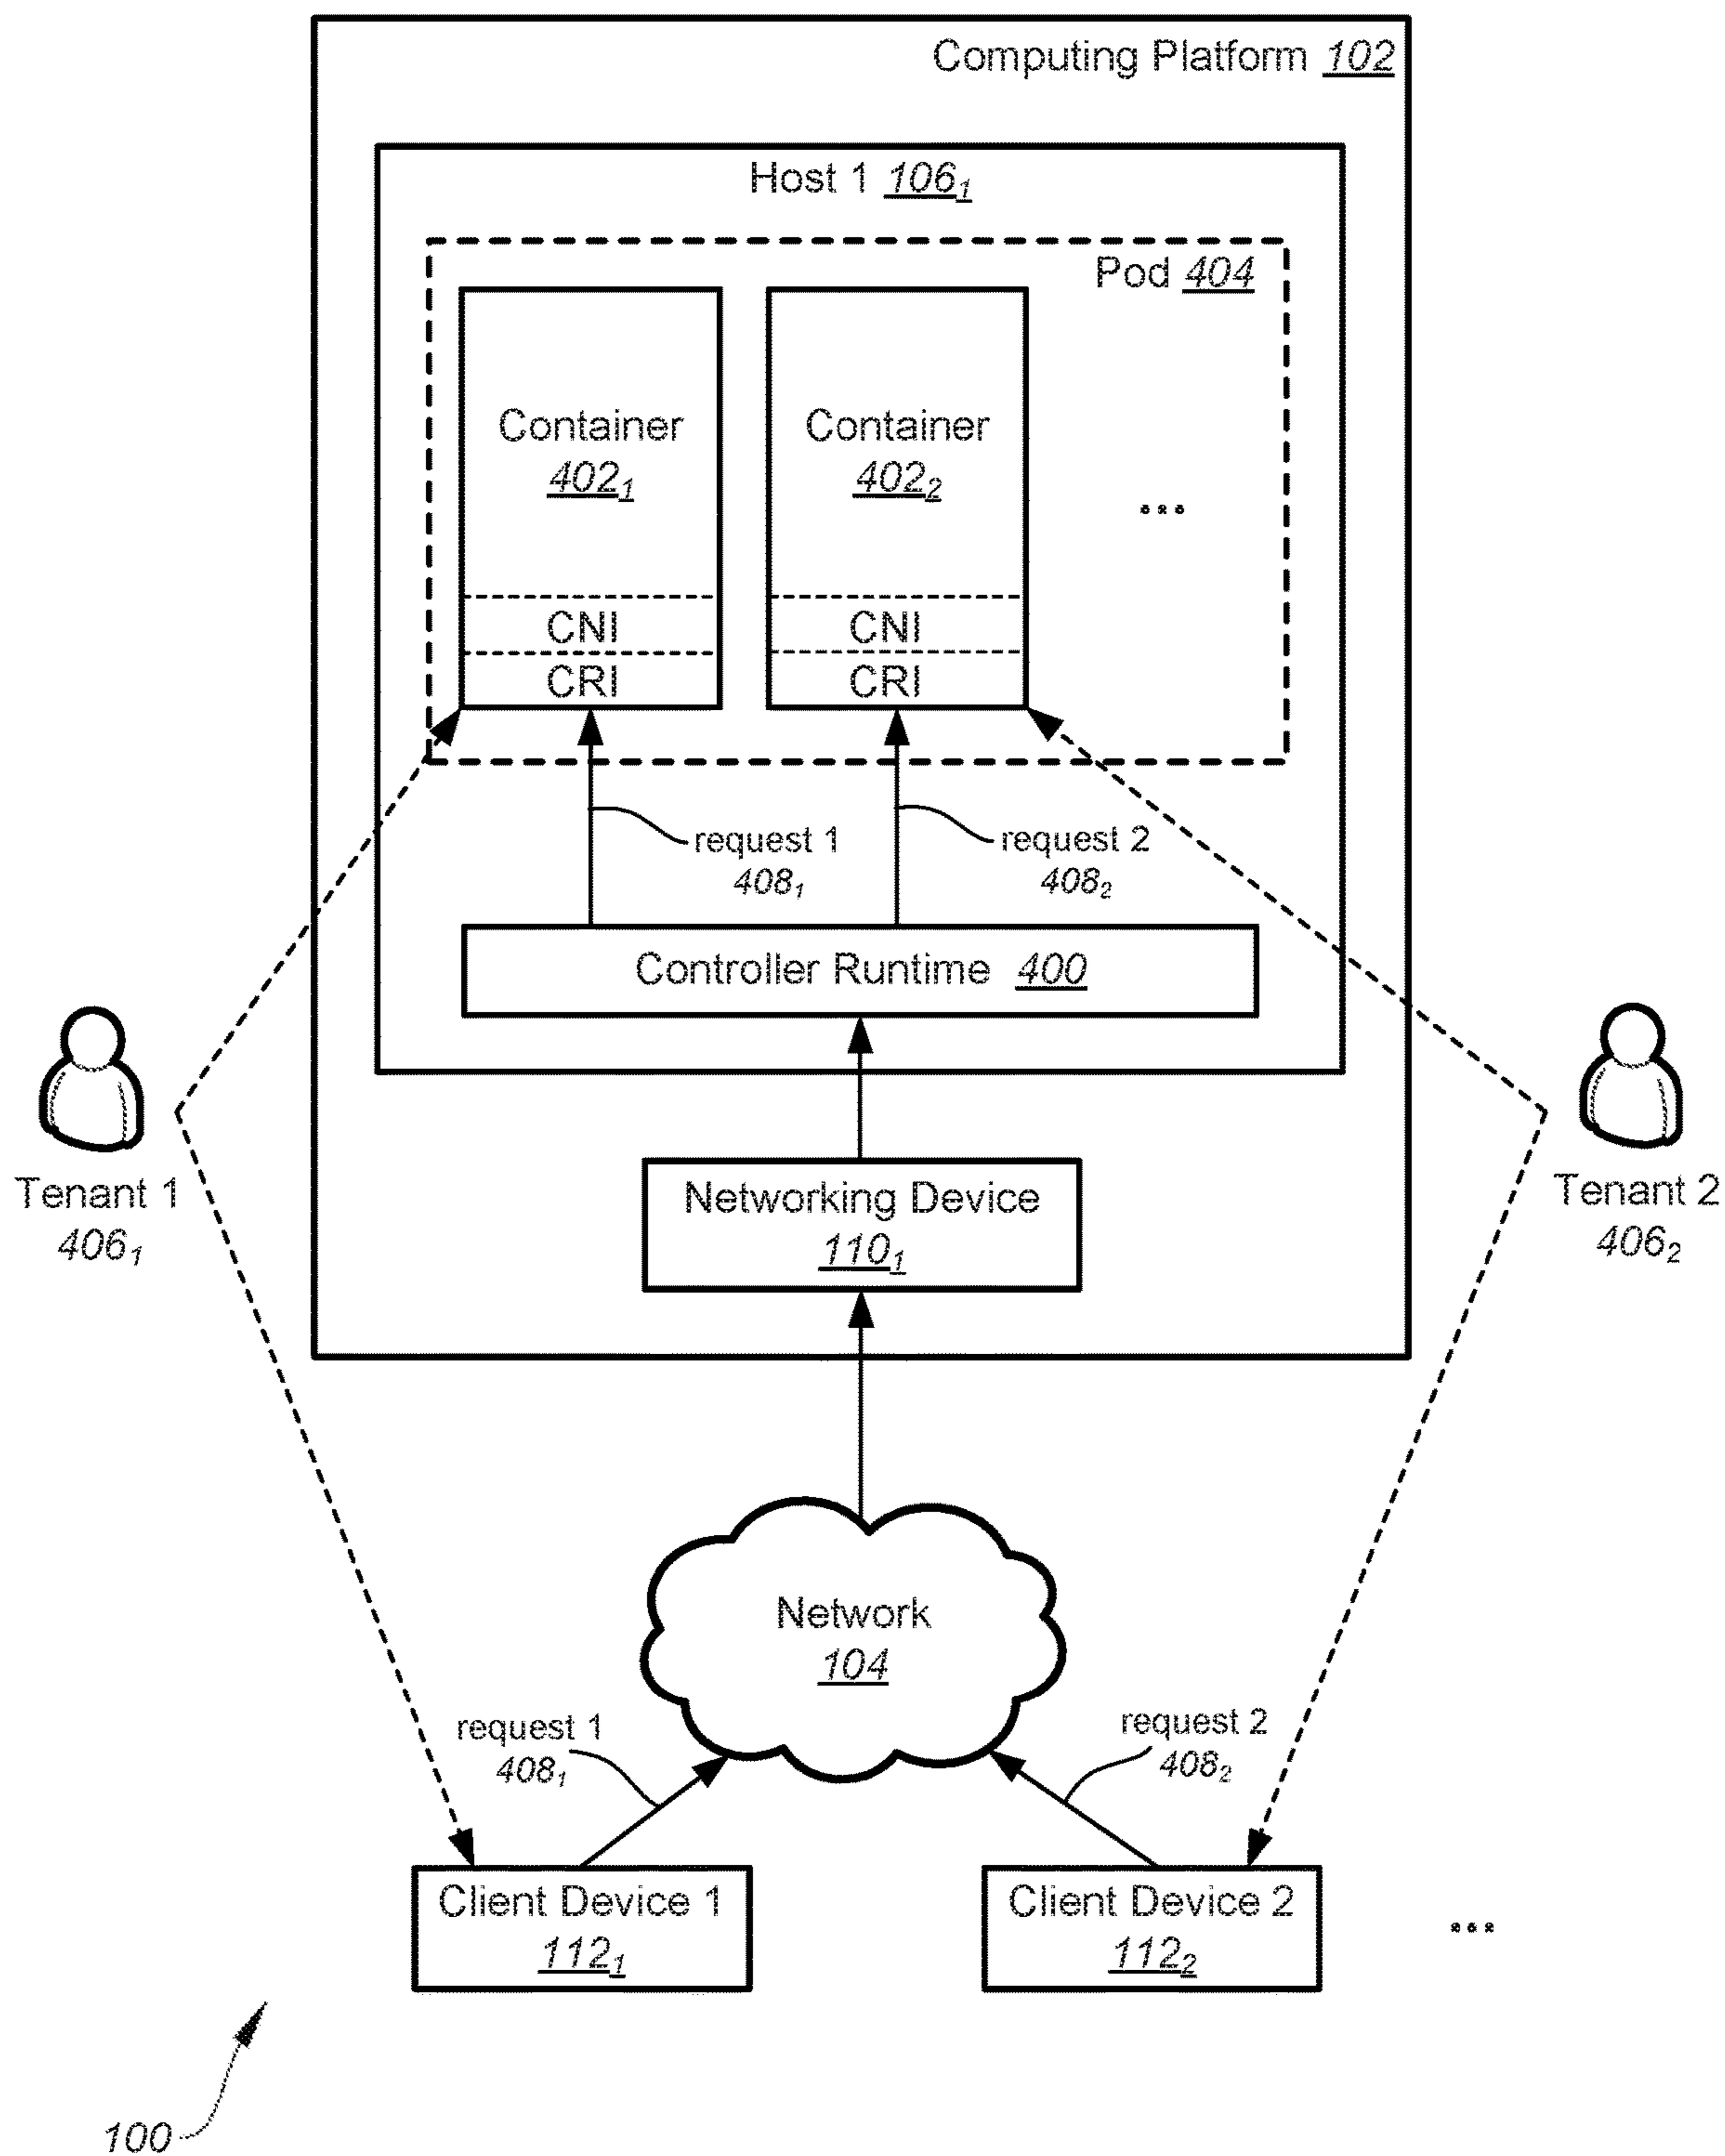 Computing Platform 102
Host 1 106₁
Pod 404
Container
402₁
CNI
CRI
Container
402₂
CNI
CRI
...
request 1
408₁
request 2
408₂
Controller Runtime 400
Tenant 1
406₁
Tenant 2
406₂
Networking Device
110₁
Network
104
request 1
408₁
request 2
408₂
Client Device 1
112₁
Client Device 2
112₂
...
100